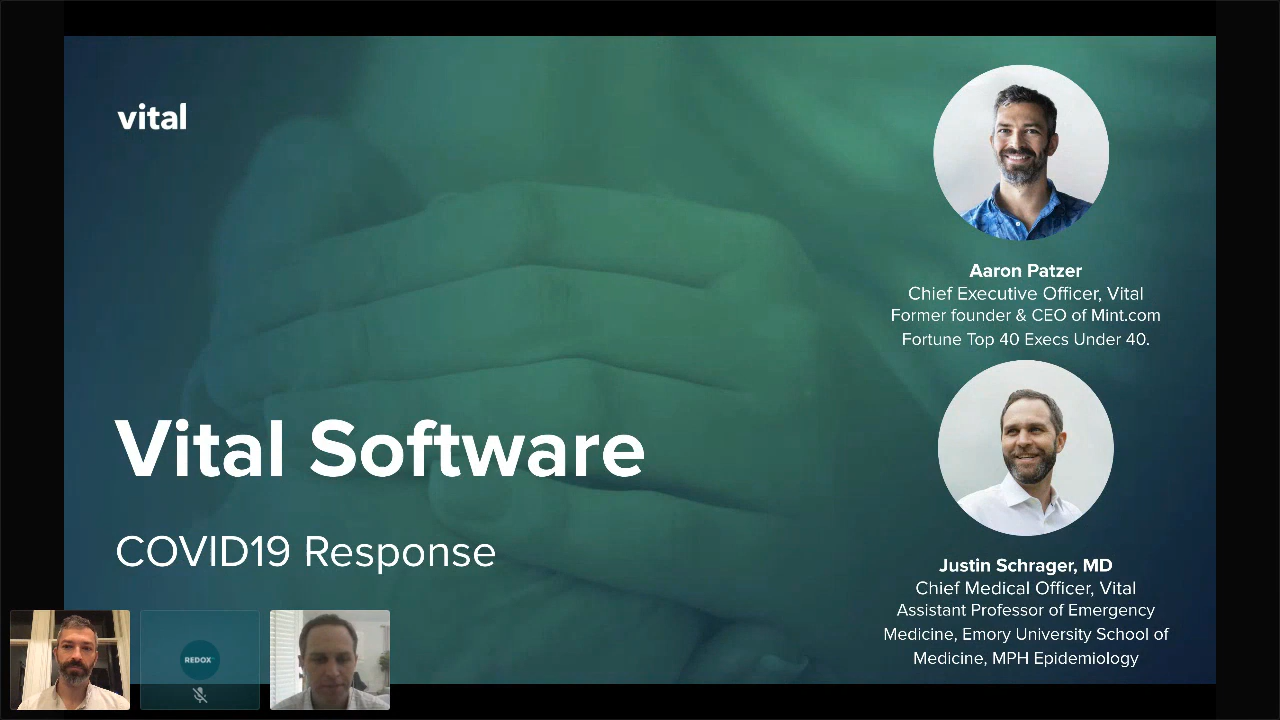 vital
Vital Software
COVID19 Response
Aaron Patzer
Chief Executive Officer, Vital
Former founder & CEO of Mint.com
Fortune Top 40 Execs Under 40.
Justin Schrager, MD
Chief Medical Officer, Vital
Assistant Professor of Emergency
Medicine, Emory University School of
Medicine, MPH Epidemiology
REDOX